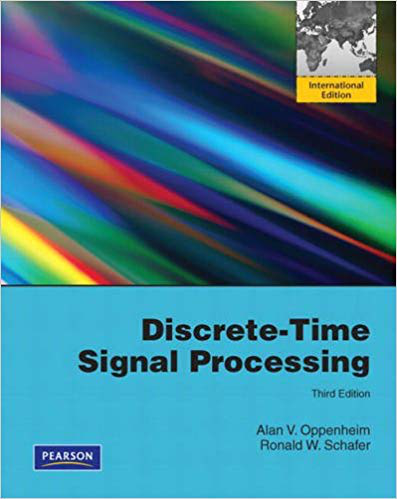 International
Edition
Discrete-Time
Signal Processing
Third Edition
Alan V. Oppenheim
Ronald W. Schafer
PEARSON